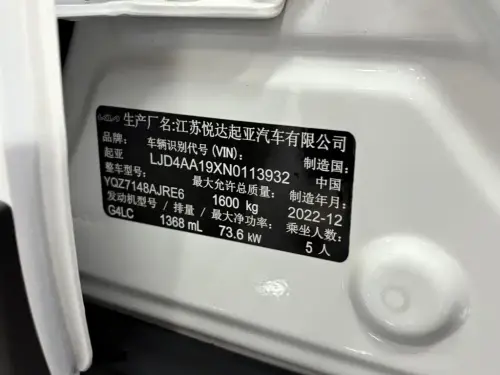 KIA 生产厂名:江苏悦达起亚汽车有限公司
品牌: 车辆识别代号(VIN): 制造国:
起亚 LJD4AA19XN0113932 中国
整车型号: 最大允许总质量: 制造年月:
YQZ7148AJRE6 1600 kg 2022-12
发动机型号/排量/最大净功率: 乘坐人数:
G4LC 1368 mL 73.6 kW 5 人